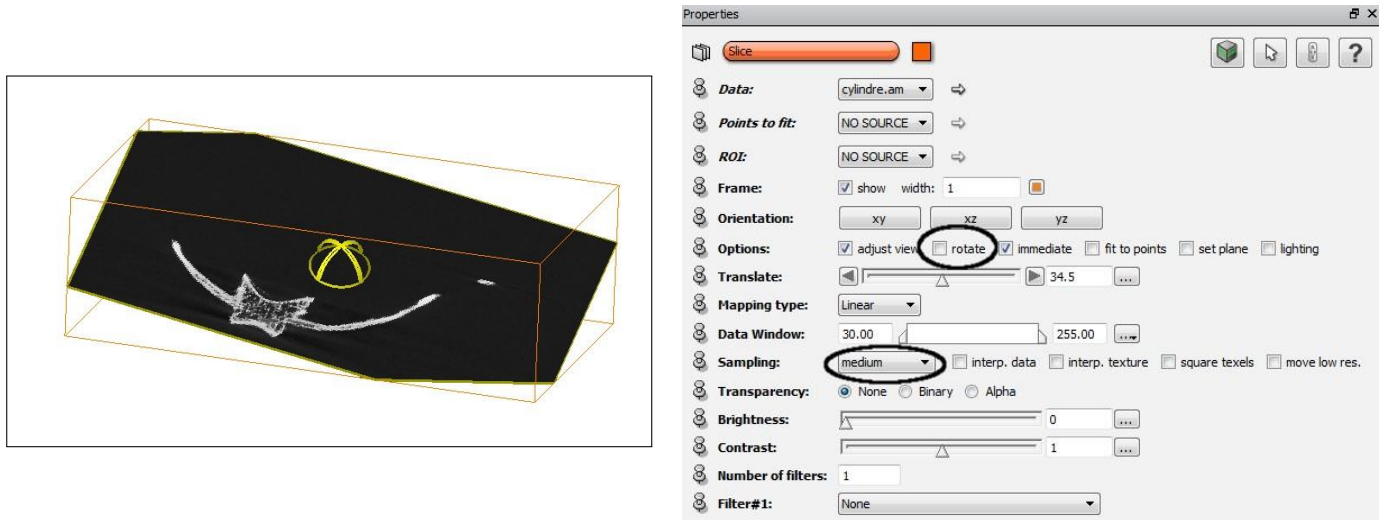 Properties
Slice
?
Data: cylindre.am
Points to fit: NO SOURCE
ROI: NO SOURCE
Frame: show width: 1
Orientation: xy xz yz
Options: adjust view rotate immediate fit to points set plane lighting
Translate: 34.5 ...
Mapping type: Linear
Data Window: 30.00 255.00 ...
Sampling: medium interp. data interp. texture square texels move low res.
Transparency: None Binary Alpha
Brightness: 0 ...
Contrast: 1 ...
Number of filters: 1
Filter#1: None